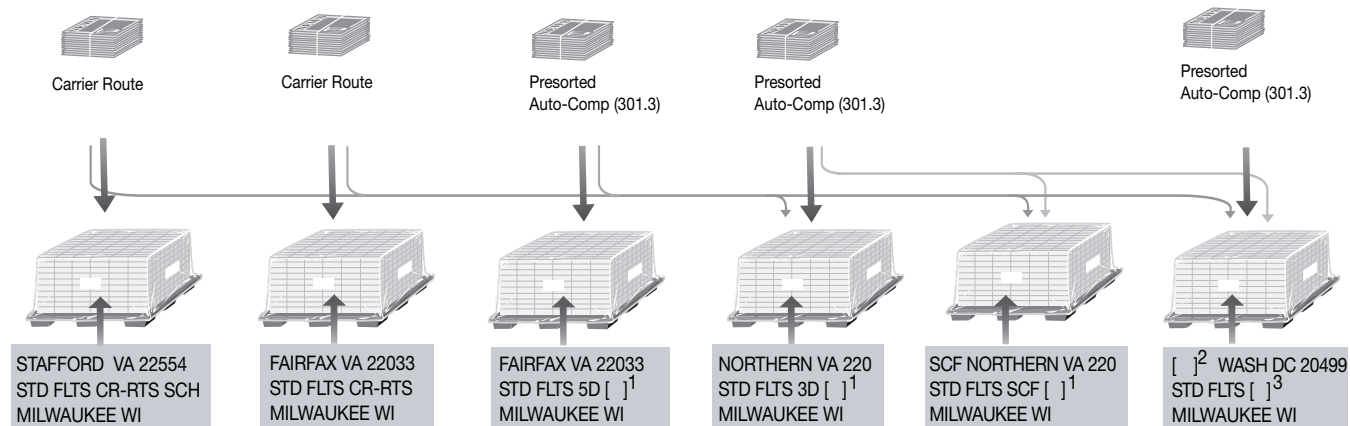 Carrier Route
Carrier Route
Presorted
Auto-Comp (301.3)
Presorted
Auto-Comp (301.3)
Presorted
Auto-Comp (301.3)
STAFFORD VA 22554
STD FLTS CR-RTS SCH
MILWAUKEE WI
FAIRFAX VA 22033
STD FLTS CR-RTS
MILWAUKEE WI
FAIRFAX VA 22033
STD FLTS 5D [ ]1
MILWAUKEE WI
NORTHERN VA 220
STD FLTS 3D [ ]1
MILWAUKEE WI
SCF NORTHERN VA 220
STD FLTS SCF [ ]1
MILWAUKEE WI
[ ]2 WASH DC 20499
STD FLTS [ ]3
MILWAUKEE WI